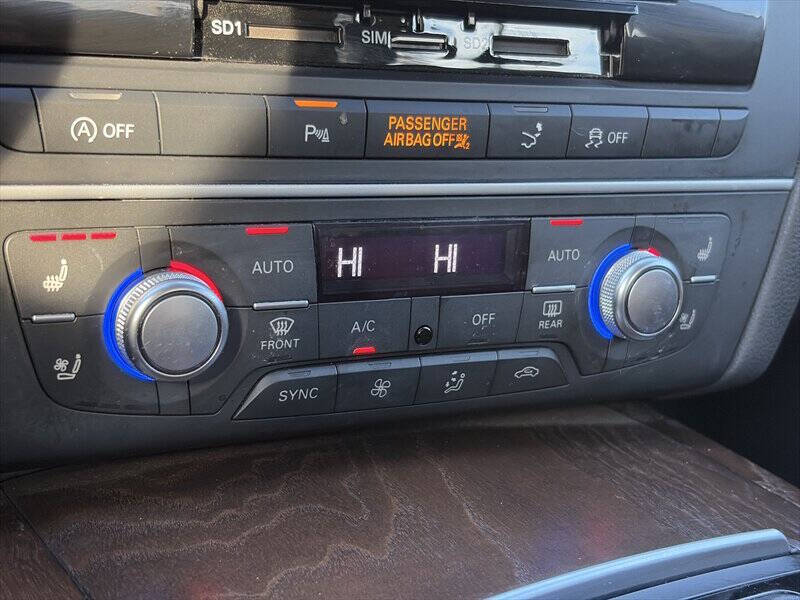 SD1 SIM SD2
A OFF
P
PASSENGER
AIRBAG OFF
OFF
AUTO
HI HI
AUTO
FRONT
A/C
OFF
REAR
SYNC